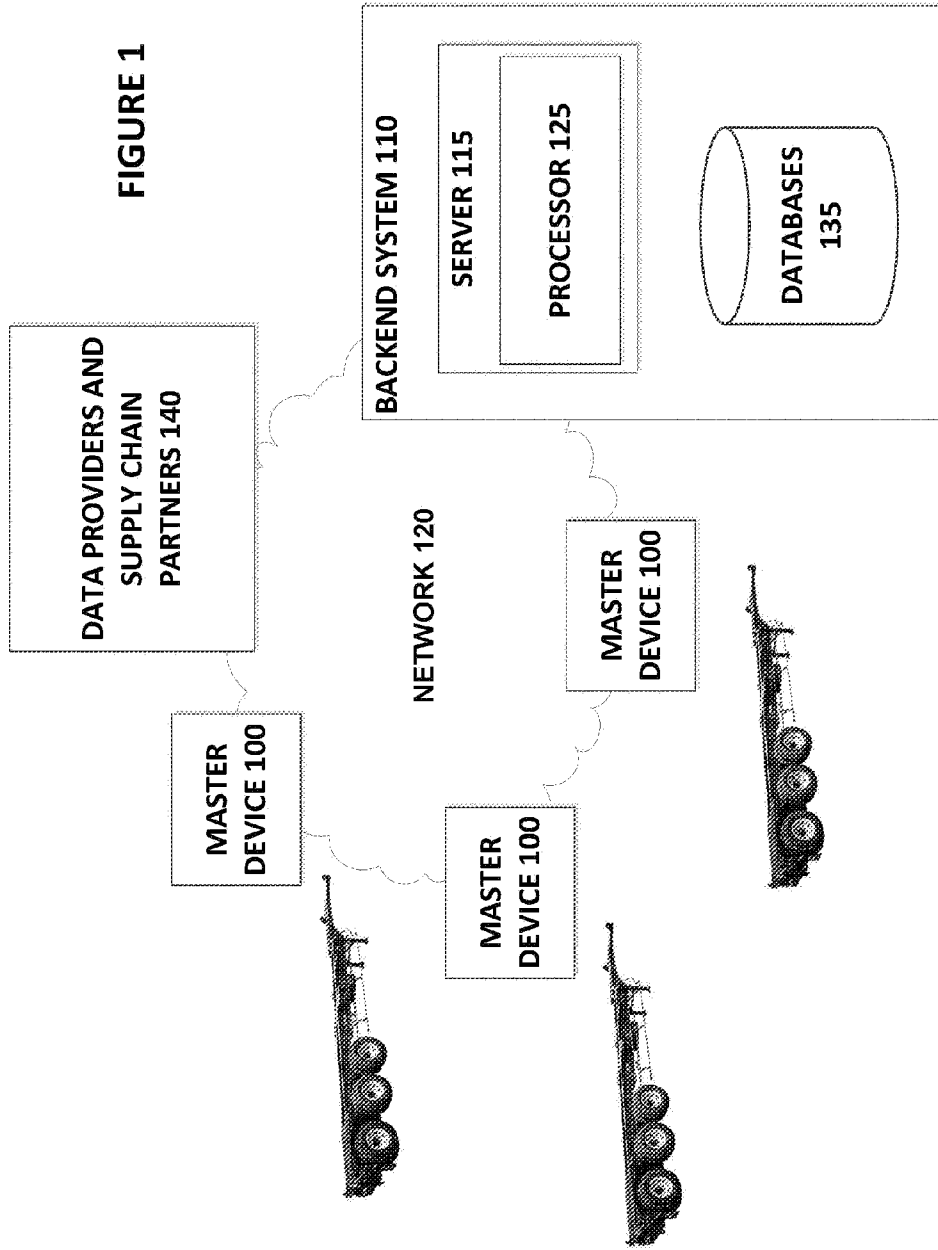 FIGURE 1
DATA PROVIDERS AND
SUPPLY CHAIN
PARTNERS 140
BACKEND SYSTEM 110
SERVER 115
PROCESSOR 125
DATABASES
135
NETWORK 120
MASTER
DEVICE 100
MASTER
DEVICE 100
MASTER
DEVICE 100